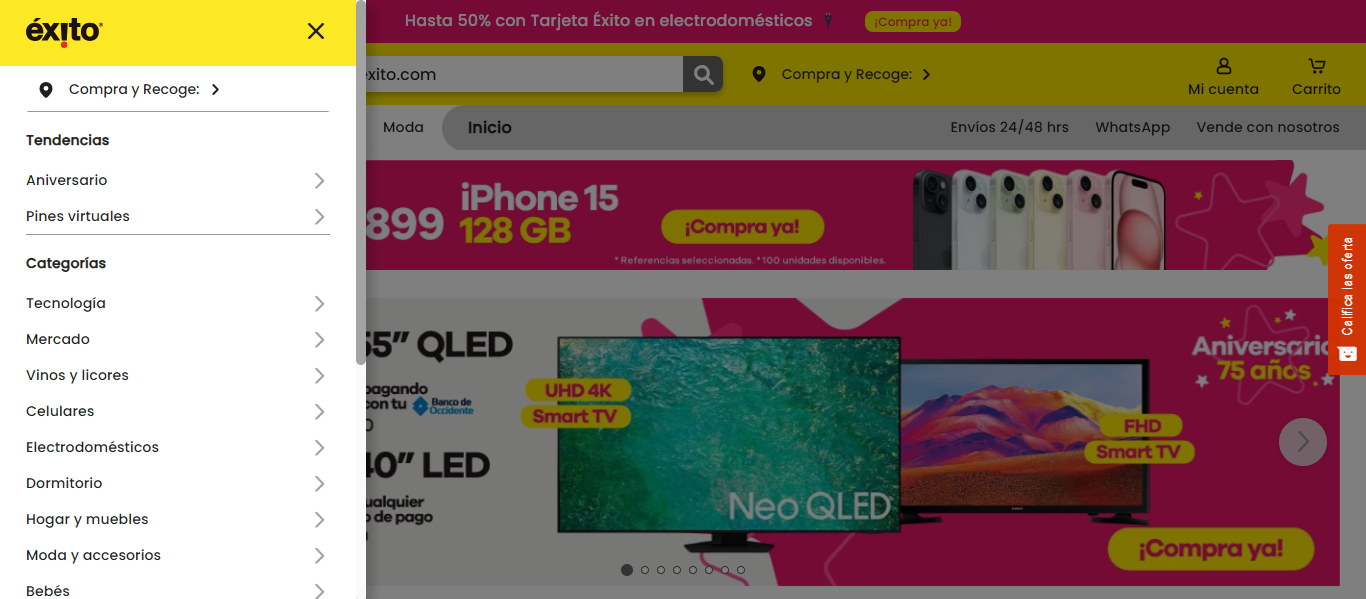 éxito
Compra y Recoge:
Tendencias
Aniversario
Pines virtuales
Categorías
Tecnología
Mercado
Vinos y licores
Celulares
Electrodomésticos
Dormitorio
Hogar y muebles
Moda y accesorios
Bebés
Hasta 50% con Tarjeta Éxito en electrodomésticos
¡Compra ya!
xito.com
Compra y Recoge:
Mi cuenta
Carrito
Moda
Inicio
Envíos 24/48 hrs
WhatsApp
Vende con nosotros
899
iPhone 15
128 GB
¡Compra ya!
* Referencias seleccionadas. *100 unidades disponibles.
Califica las oferta
55” QLED
pagando
con tu Banco de Occidente
40” LED
cualquier
o de pago
UHD 4K
Smart TV
Neo QLED
SAMSUNG
FHD
Smart TV
Aniversario
75 años
¡Compra ya!